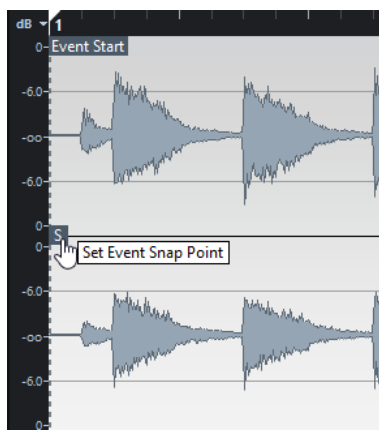 dB 1
0- Event Start
-6.0-
-oo-
-6.0-
0-
S
0-
Set Event Snap Point
-6.0-
-oo-
-6.0-
0-